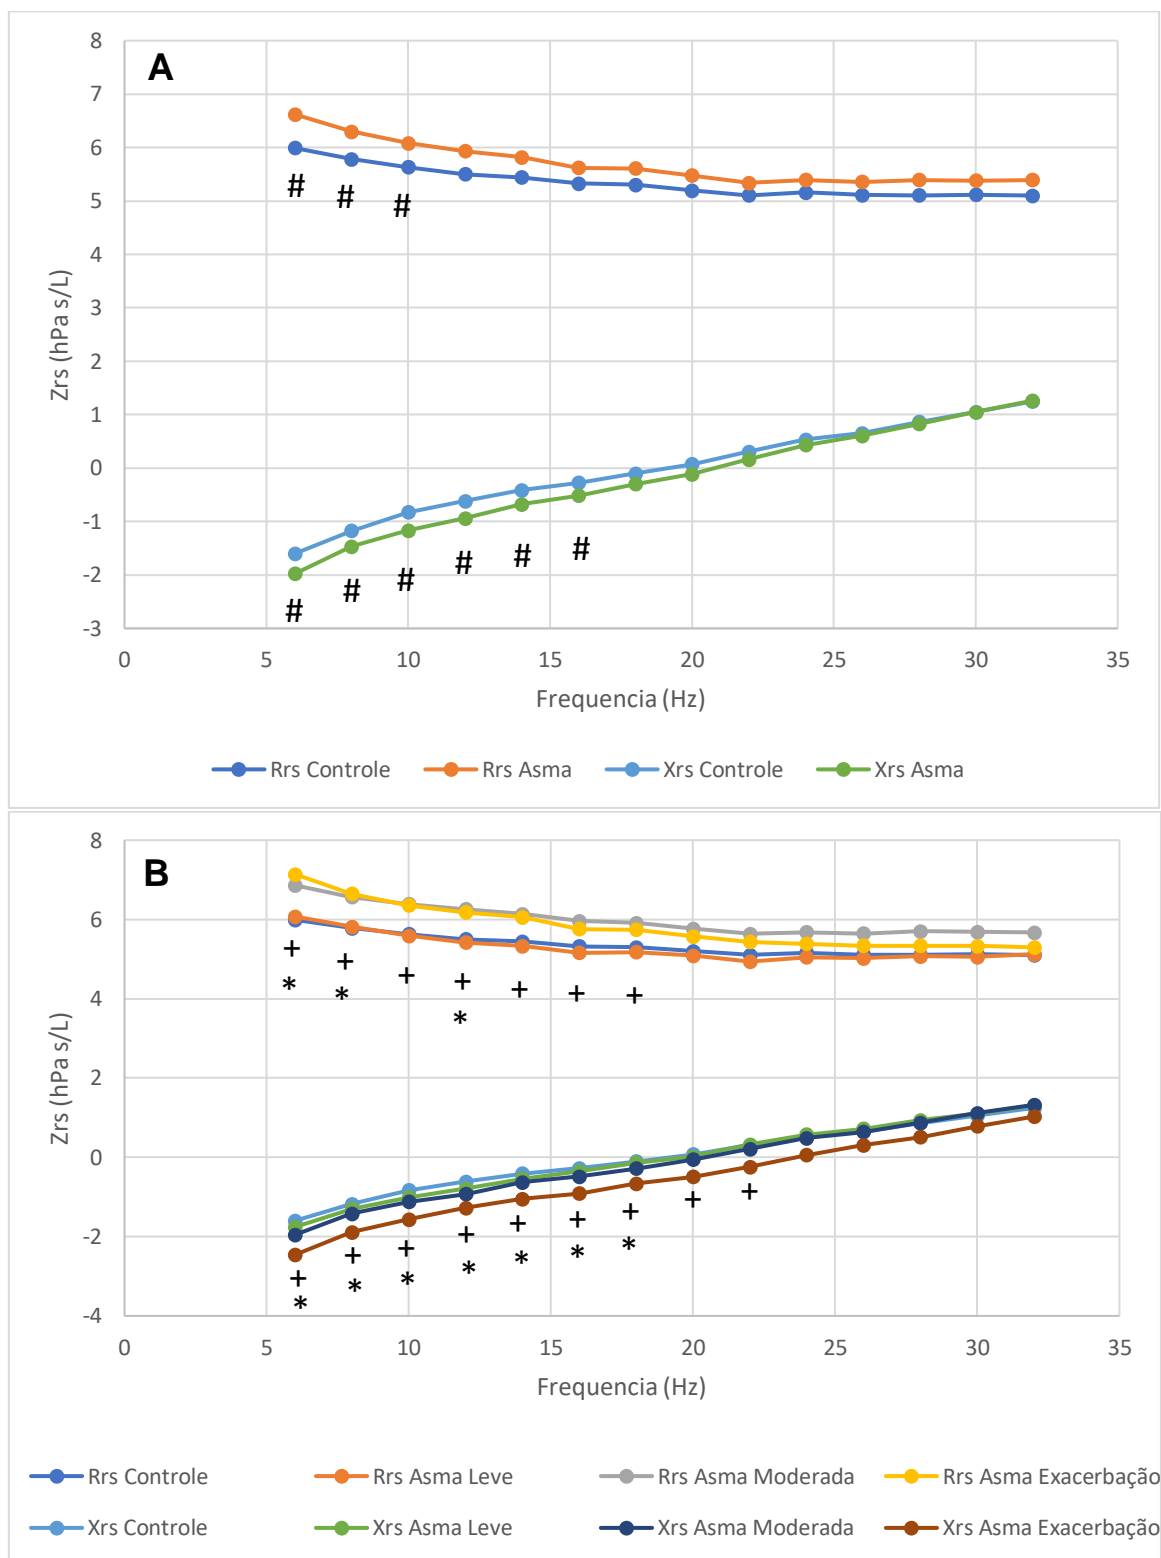 A
8
7
6
5
4
3
2
1
0
-1
-2
-3
Zrs (hPa s/L)
# # #
# # # # # #
0 5 10 15 20 25 30 35
Frequencia (Hz)
Rrs Controle Rrs Asma Xrs Controle Xrs Asma
B
8
6
4
2
0
-2
-4
Zrs (hPa s/L)
+ + + + + + +
* * *
+ + + + + + + + +
* * * * * * *
0 5 10 15 20 25 30 35
Frequencia (Hz)
Rrs Controle Rrs Asma Leve Rrs Asma Moderada Rrs Asma Exacerbação
Xrs Controle Xrs Asma Leve Xrs Asma Moderada Xrs Asma Exacerbação